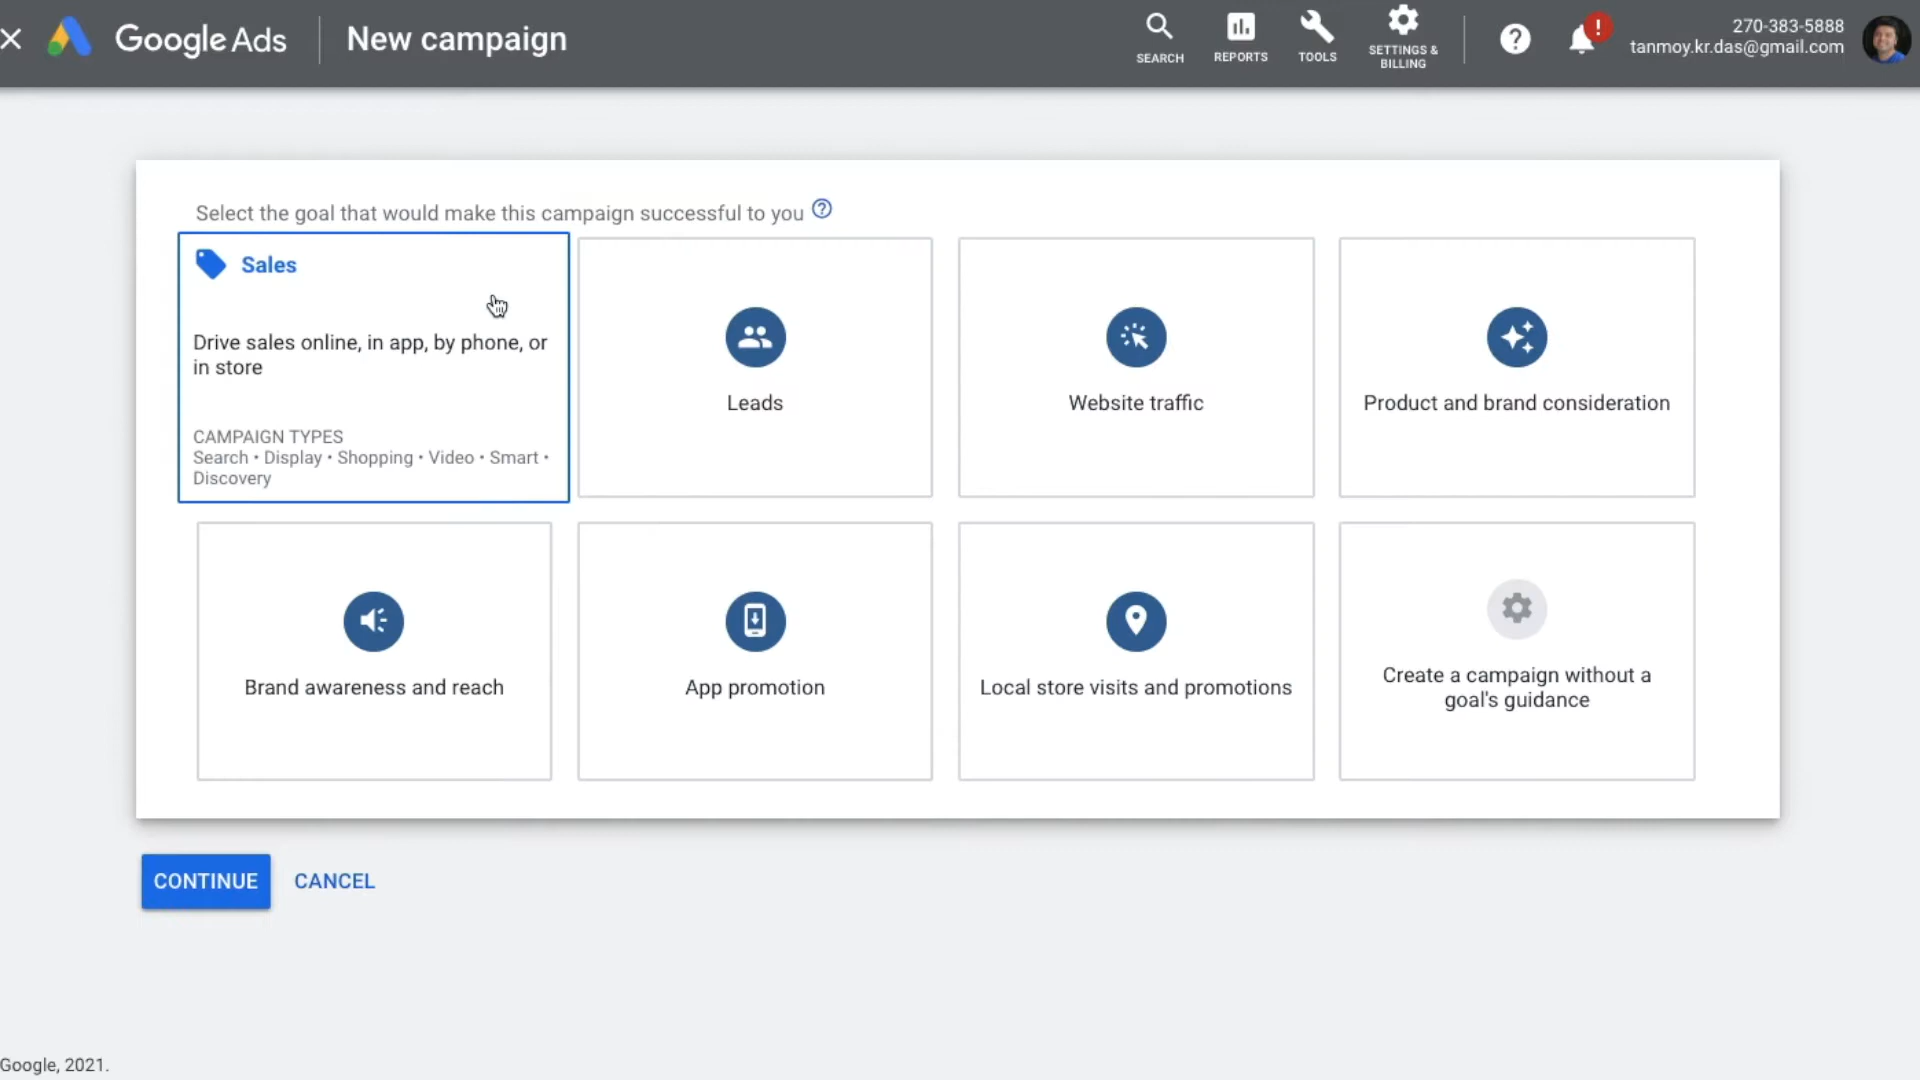 Google Ads
New campaign
SEARCH
REPORTS
TOOLS
SETTINGS &
BILLING
?
!
270-383-5888
tanmoy.kr.das@gmail.com
Select the goal that would make this campaign successful to you ?
Sales
Drive sales online, in app, by phone, or
in store
CAMPAIGN TYPES
Search • Display • Shopping • Video • Smart •
Discovery
Leads
Website traffic
Product and brand consideration
Brand awareness and reach
App promotion
Local store visits and promotions
Create a campaign without a
goal's guidance
CONTINUE
CANCEL
Google, 2021.